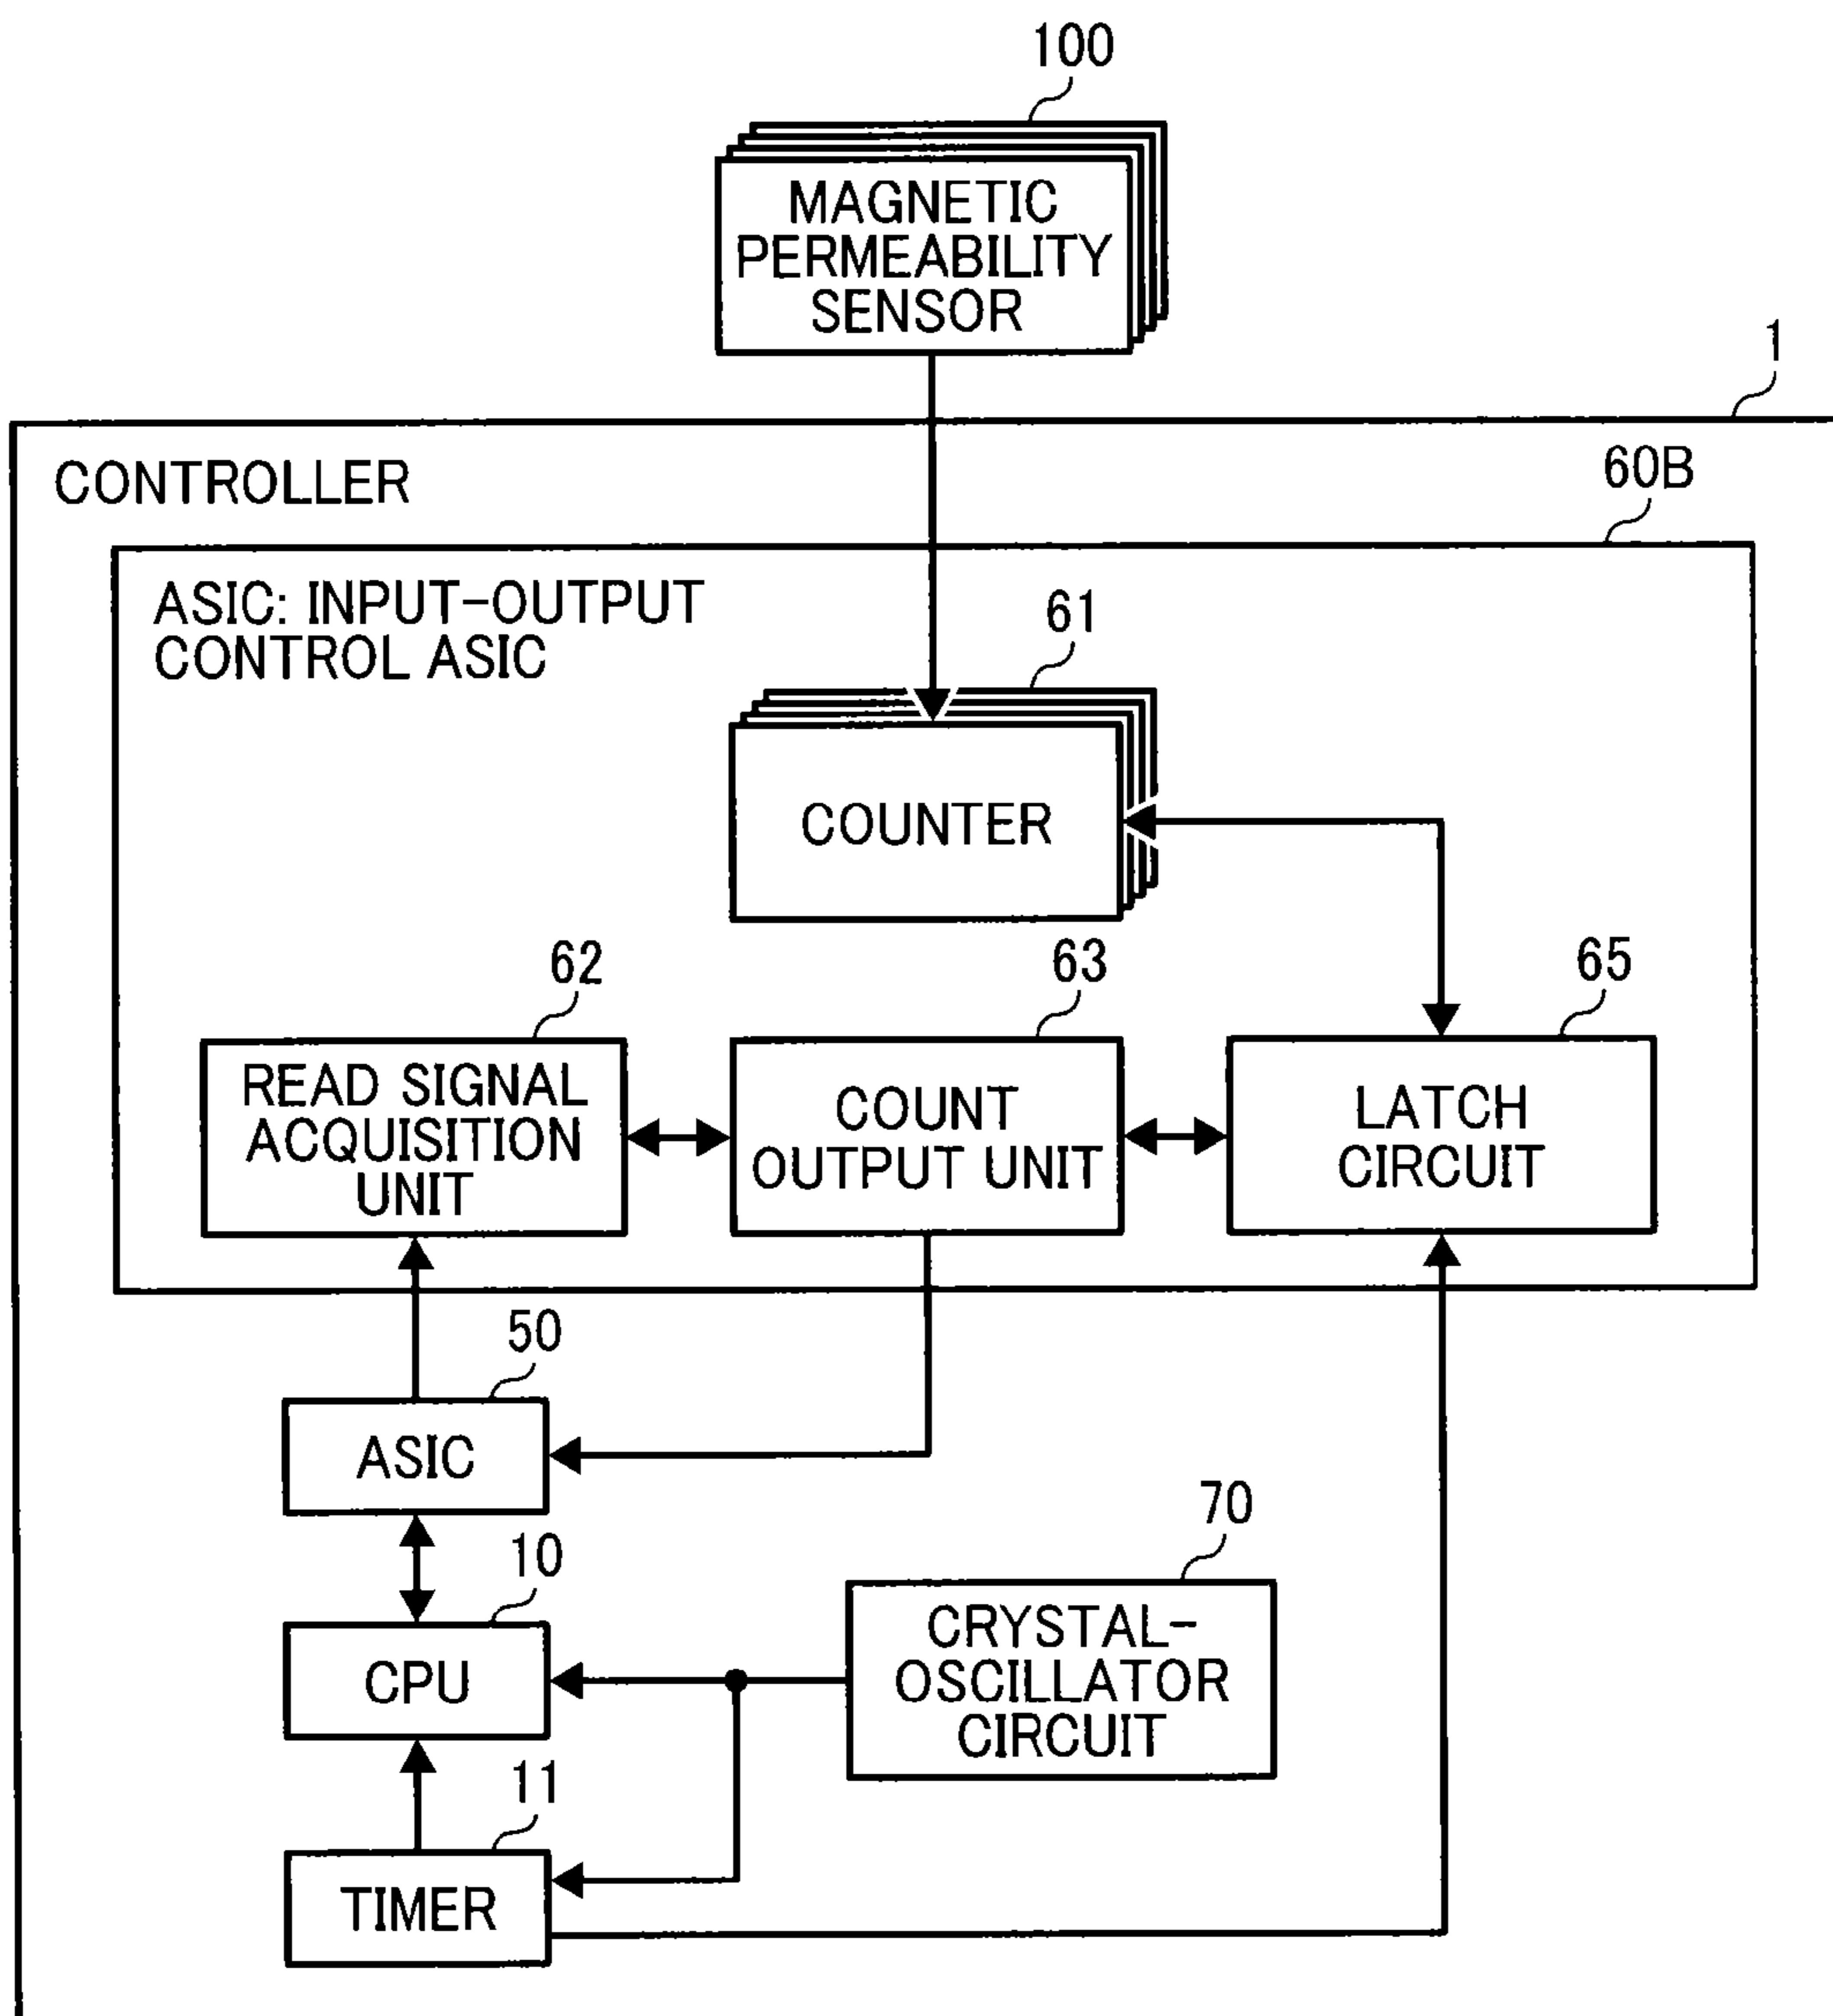 100
MAGNETIC
PERMEABILITY
SENSOR
1
CONTROLLER
60B
ASIC: INPUT-OUTPUT
CONTROL ASIC
61
COUNTER
62
63
65
READ SIGNAL
ACQUISITION
UNIT
COUNT
OUTPUT UNIT
LATCH
CIRCUIT
50
ASIC
70
10
CPU
CRYSTAL-
OSCILLATOR
CIRCUIT
11
TIMER